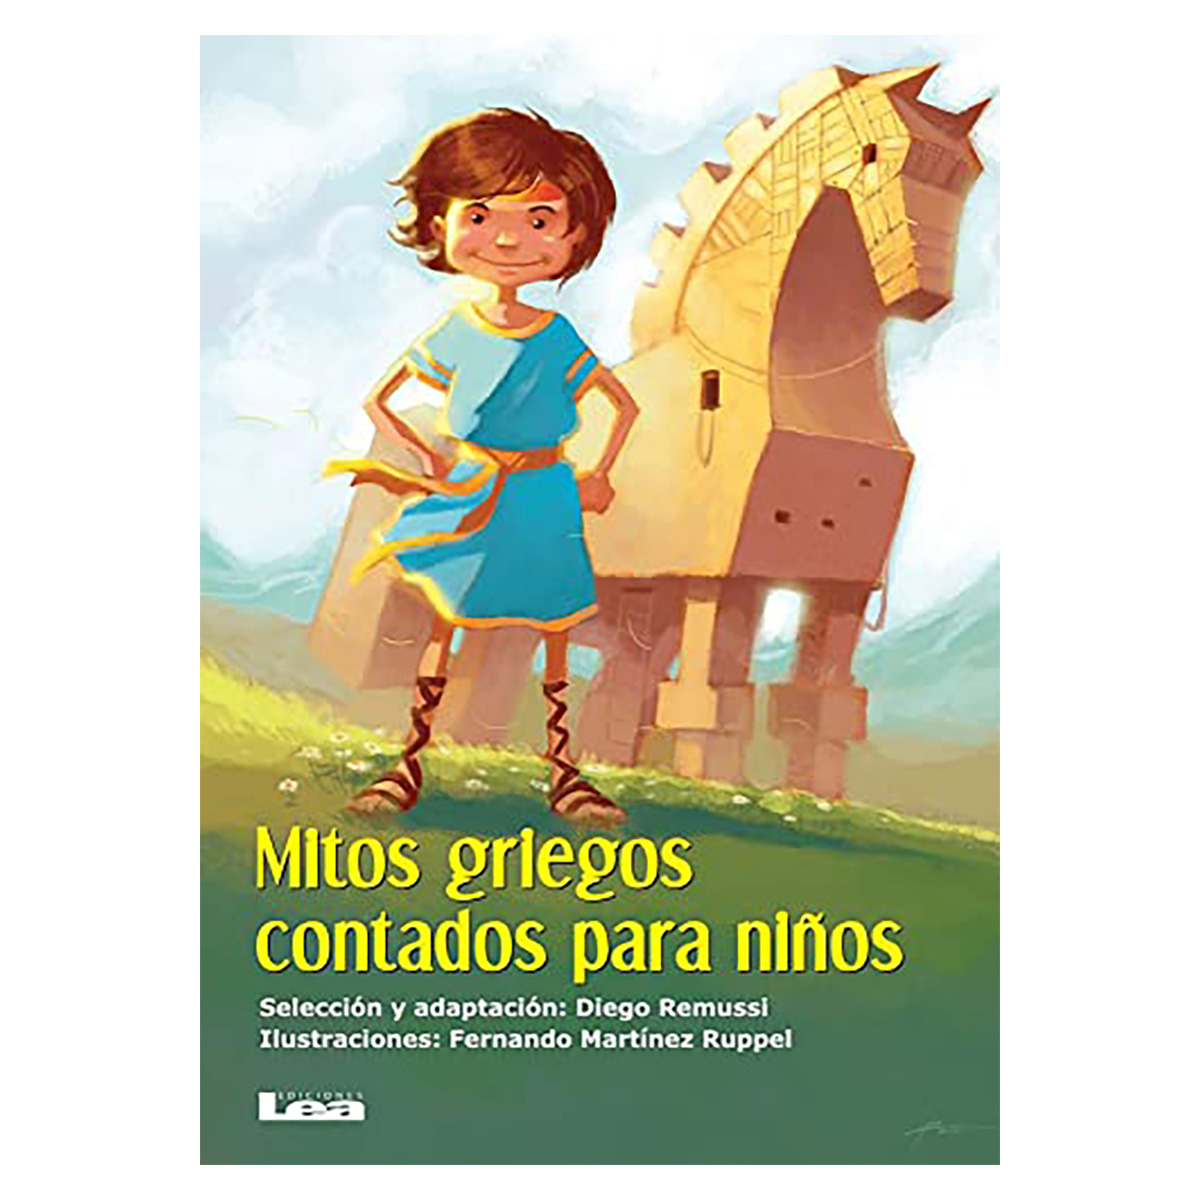 Mitos griegos
contados para niños
Selección y adaptación: Diego Remussi
Ilustraciones: Fernando Martínez Ruppel
EDICIONES
Lea